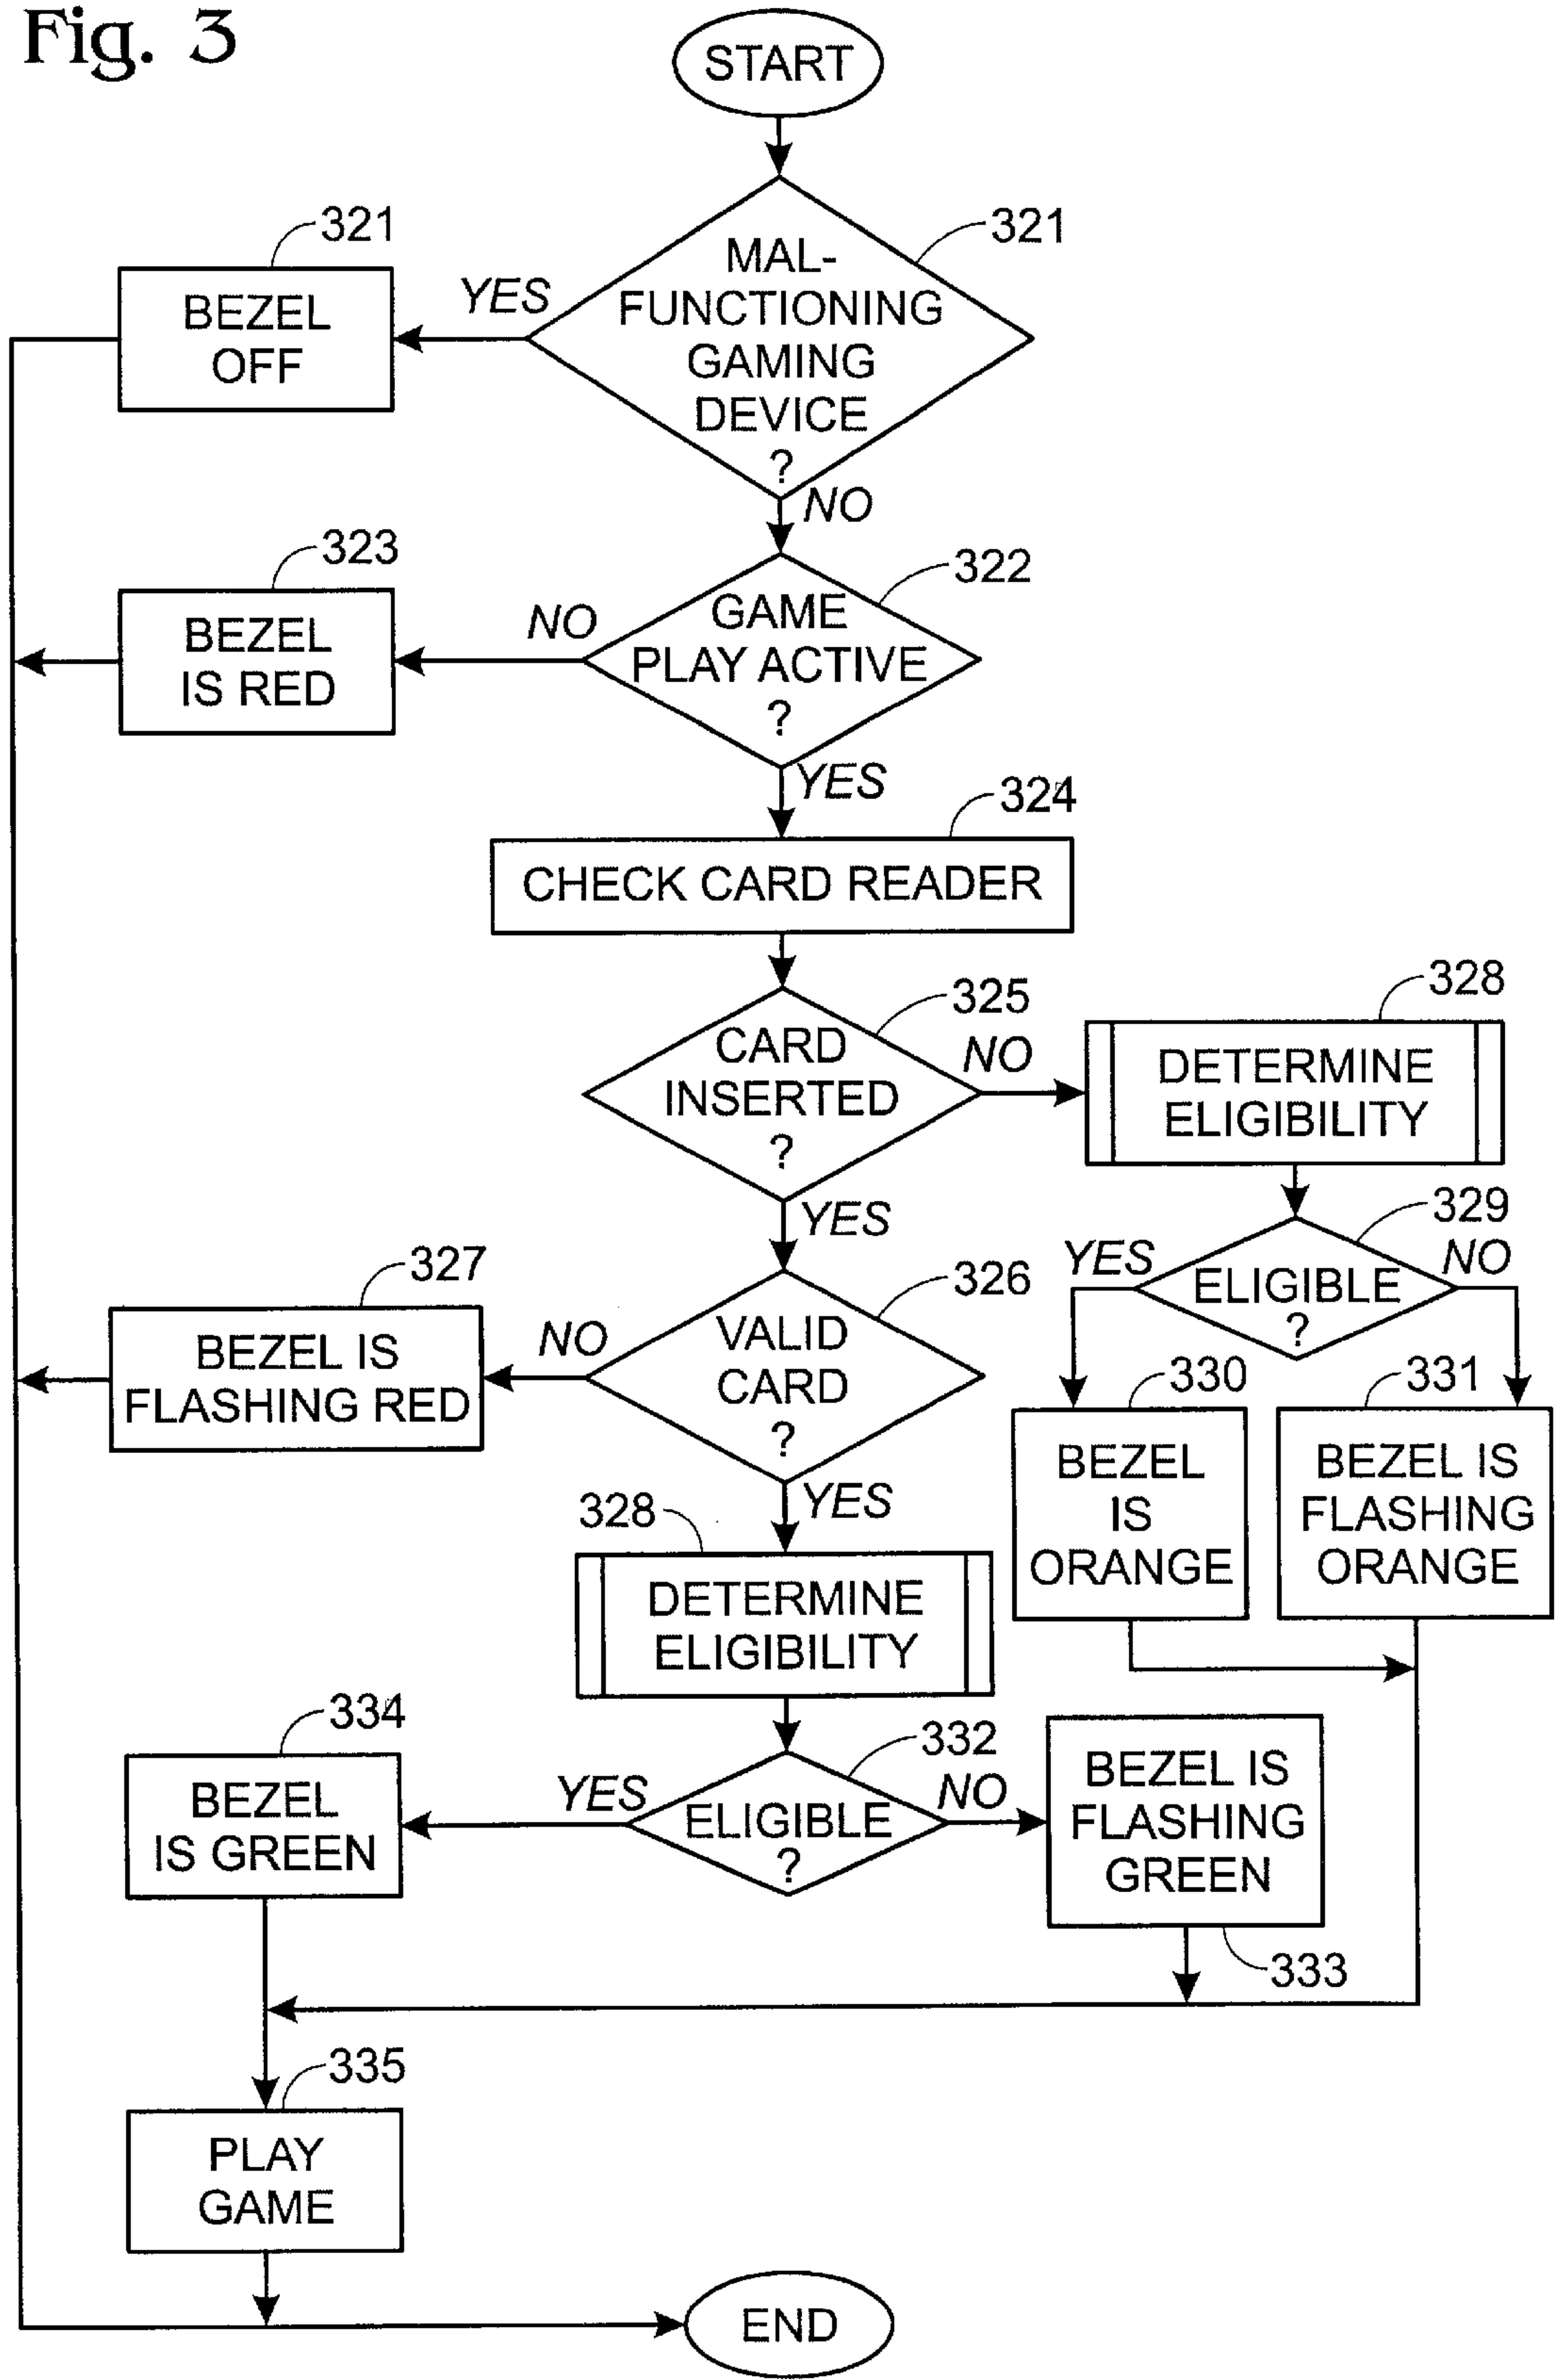 Fig. 3
START
321
321
MAL-
FUNCTIONING
GAMING
DEVICE
?
YES
BEZEL
OFF
NO
323
322
GAME
PLAY ACTIVE
?
NO
BEZEL
IS RED
YES
324
CHECK CARD READER
325
328
CARD
INSERTED
?
NO
DETERMINE
ELIGIBILITY
YES
329
YES
ELIGIBLE
?
NO
327
326
VALID
CARD
?
NO
BEZEL IS
FLASHING RED
330
331
BEZEL
IS
ORANGE
BEZEL IS
FLASHING
ORANGE
YES
328
DETERMINE
ELIGIBILITY
334
332
YES
ELIGIBLE
?
NO
BEZEL
IS GREEN
BEZEL IS
FLASHING
GREEN
333
335
PLAY
GAME
END